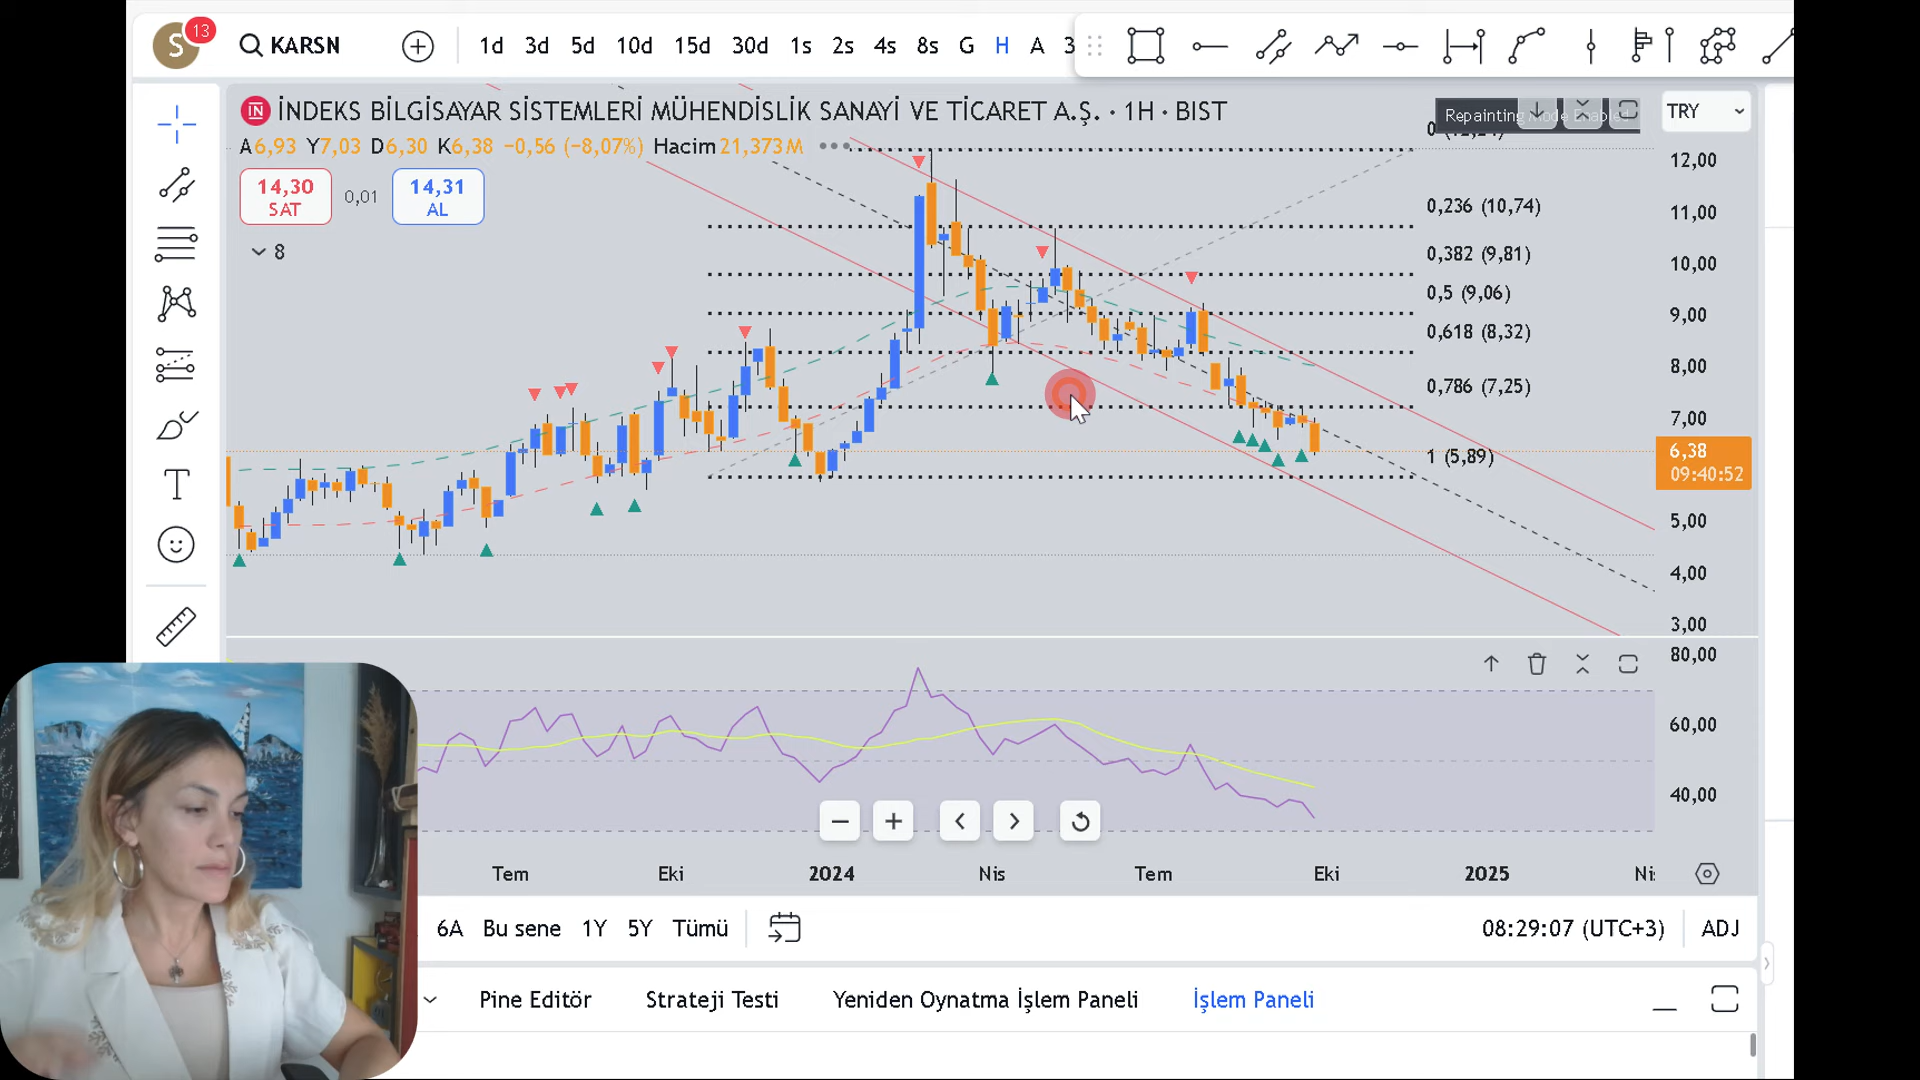 S 13 KARSN 1d 3d 5d 10d 15d 30d 1s 2s 4s 8s G H A 3
İNDEKS BİLGİSAYAR SİSTEMLERİ MÜHENDİSLİK SANAYİ VE TİCARET A.Ş. · 1H · BIST
Repainting Mode Enabled
TRY
A6,93 Y7,03 D6,30 K6,38 −0,56 (−8,07%) Hacim 21,373 M
14,30
SAT
0,01
14,31
AL
8
0,236 (10,74)
0,382 (9,81)
0,5 (9,06)
0,618 (8,32)
0,786 (7,25)
1 (5,89)
12,00
11,00
10,00
9,00
8,00
7,00
6,38
09:40:52
5,00
4,00
3,00
80,00
60,00
40,00
Tem Eki 2024 Nis Tem Eki 2025
6A Bu sene 1Y 5Y Tümü
08:29:07 (UTC+3) ADJ
Pine Editör Strateji Testi Yeniden Oynatma İşlem Paneli İşlem Paneli